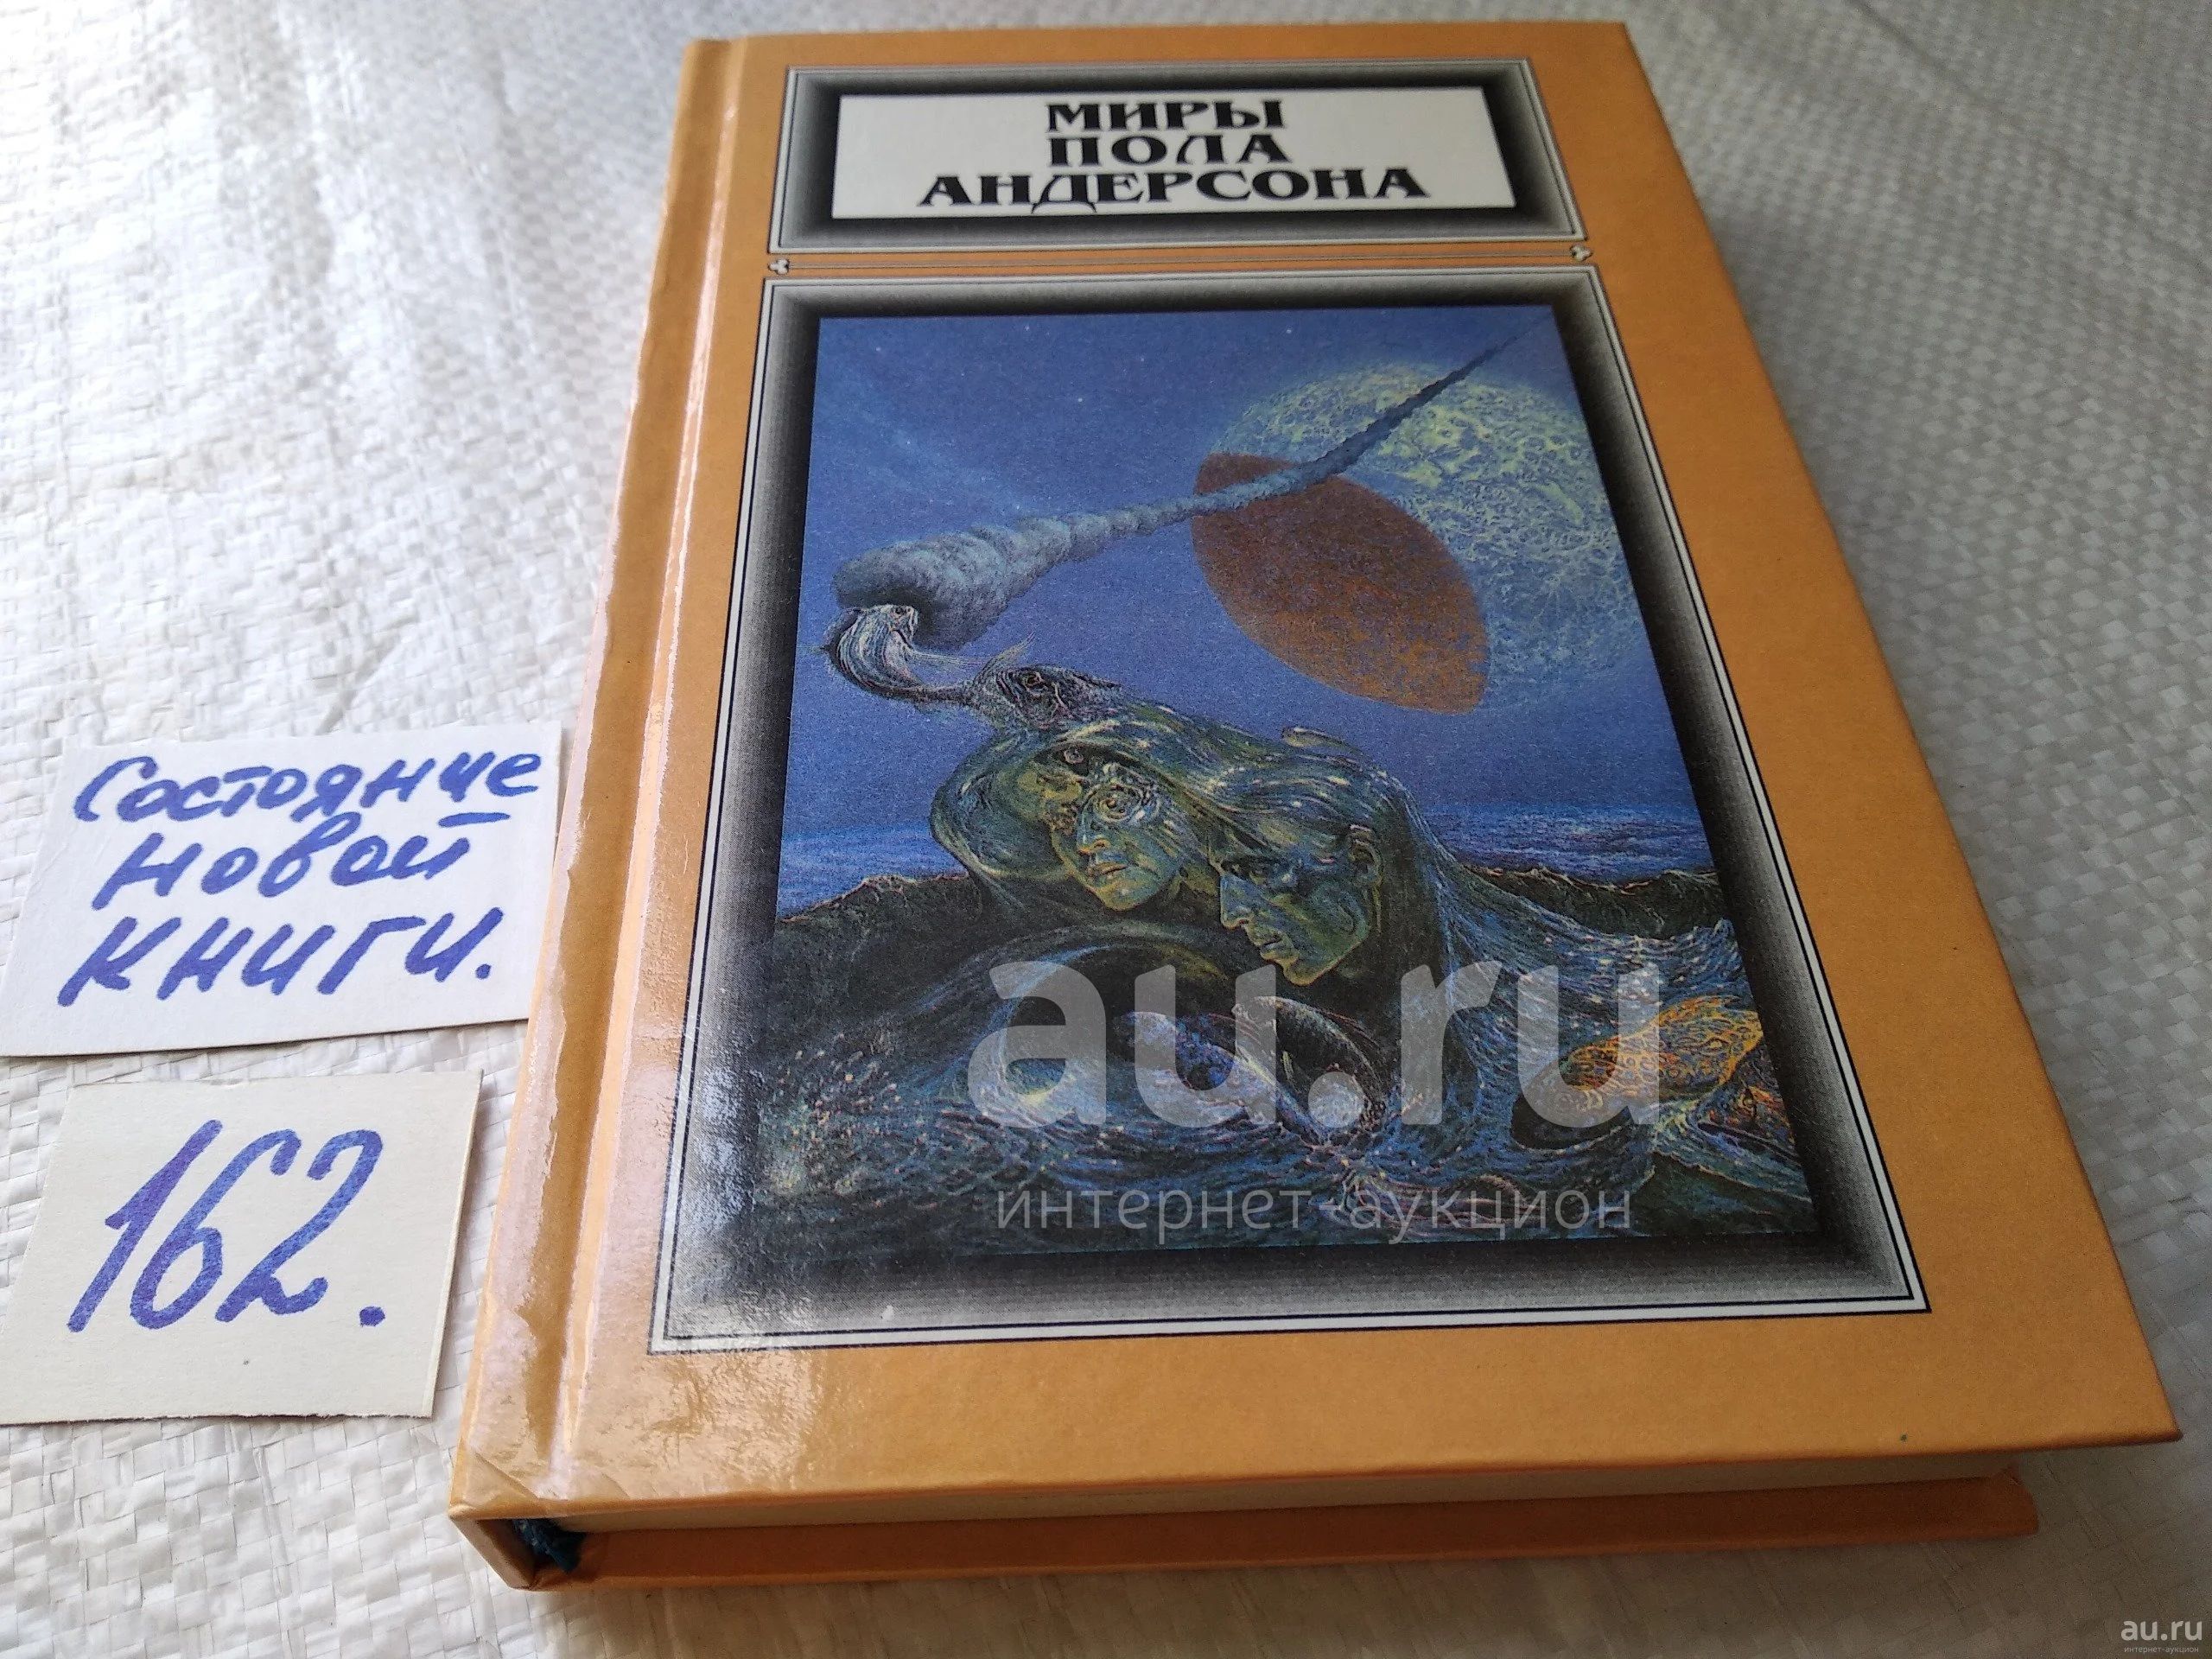 МИРЫ
ПОЛА
АНДЕРСОНА
Состояние
новой
книги.
162.
au.ru
интернет-аукцион
au.ru
интернет-аукцион